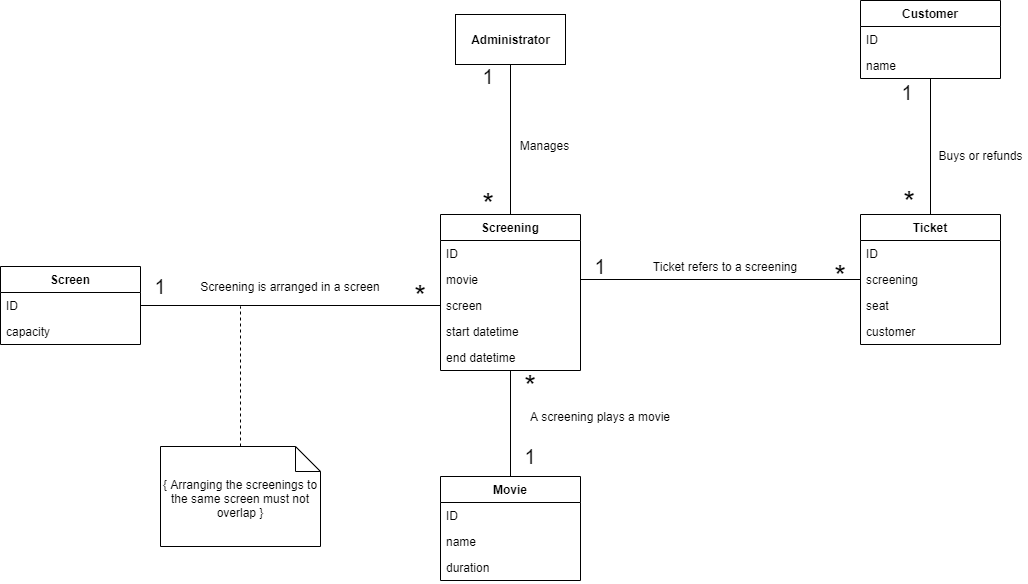 Administrator
1
Manages
*
Customer
ID
name
1
Buys or refunds
*
Screen
ID
capacity
1
Screening is arranged in a screen
*
Screening
ID
movie
screen
start datetime
end datetime
1
Ticket refers to a screening
*
Ticket
ID
screening
seat
customer
*
A screening plays a movie
1
{ Arranging the screenings to
the same screen must not
overlap }
Movie
ID
name
duration